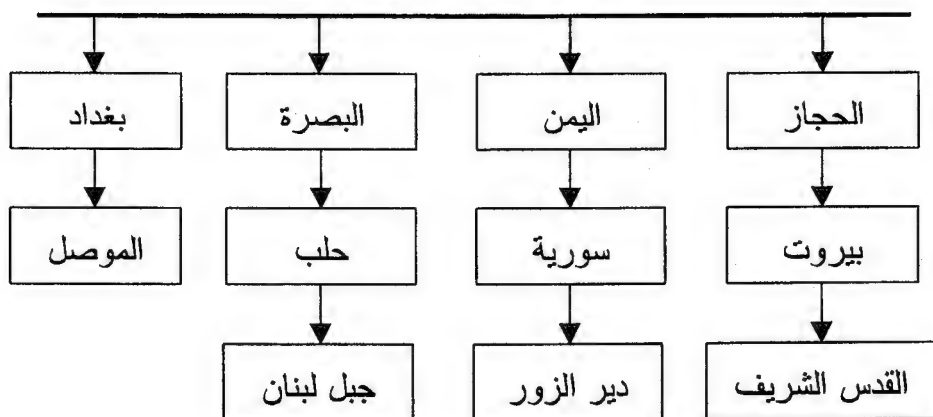 الحجاز اليمن البصرة بغداد
بيروت سورية حلب الموصل
القدس الشريف دير الزور جبل لبنان